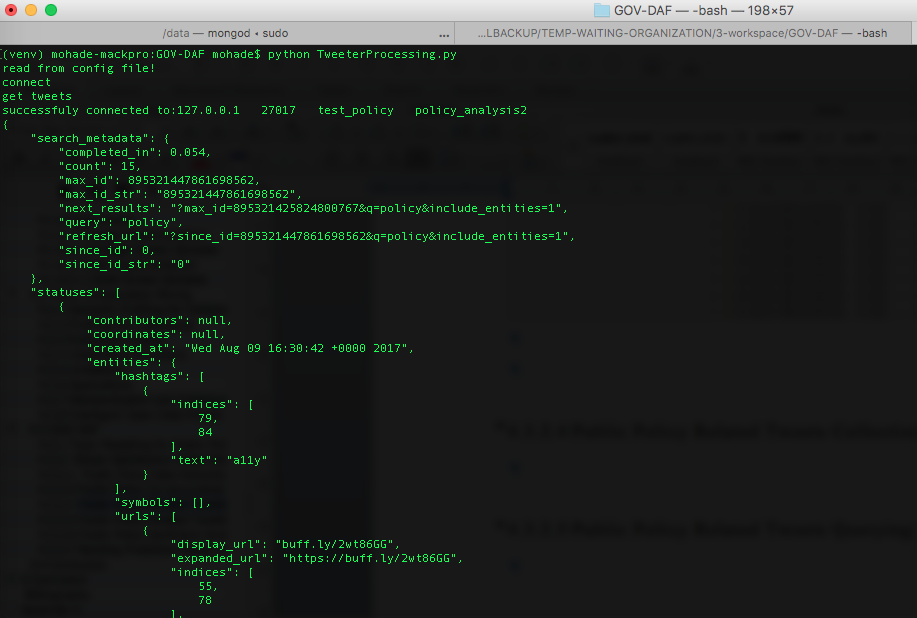 GOV-DAF — -bash — 198×57
/data — mongod ◂ sudo ...
...LBACKUP/TEMP-WAITING-ORGANIZATION/3-workspace/GOV-DAF — -bash
[(venv) mohade-mackpro:GOV-DAF mohade$ python TweeterProcessing.py
read from config file!
connect
get tweets
successfuly connected to:127.0.0.1   27017   test_policy   policy_analysis2
{
    "search_metadata": {
        "completed_in": 0.054,
        "count": 15,
        "max_id": 895321447861698562,
        "max_id_str": "895321447861698562",
        "next_results": "?max_id=895321425824800767&q=policy&include_entities=1",
        "query": "policy",
        "refresh_url": "?since_id=895321447861698562&q=policy&include_entities=1",
        "since_id": 0,
        "since_id_str": "0"
    },
    "statuses": [
        {
            "contributors": null,
            "coordinates": null,
            "created_at": "Wed Aug 09 16:30:42 +0000 2017",
            "entities": {
                "hashtags": [
                    {
                        "indices": [
                            79,
                            84
                        ],
                        "text": "a11y"
                    }
                ],
                "symbols": [],
                "urls": [
                    {
                        "display_url": "buff.ly/2wt86GG",
                        "expanded_url": "https://buff.ly/2wt86GG",
                        "indices": [
                            55,
                            78
                        ],